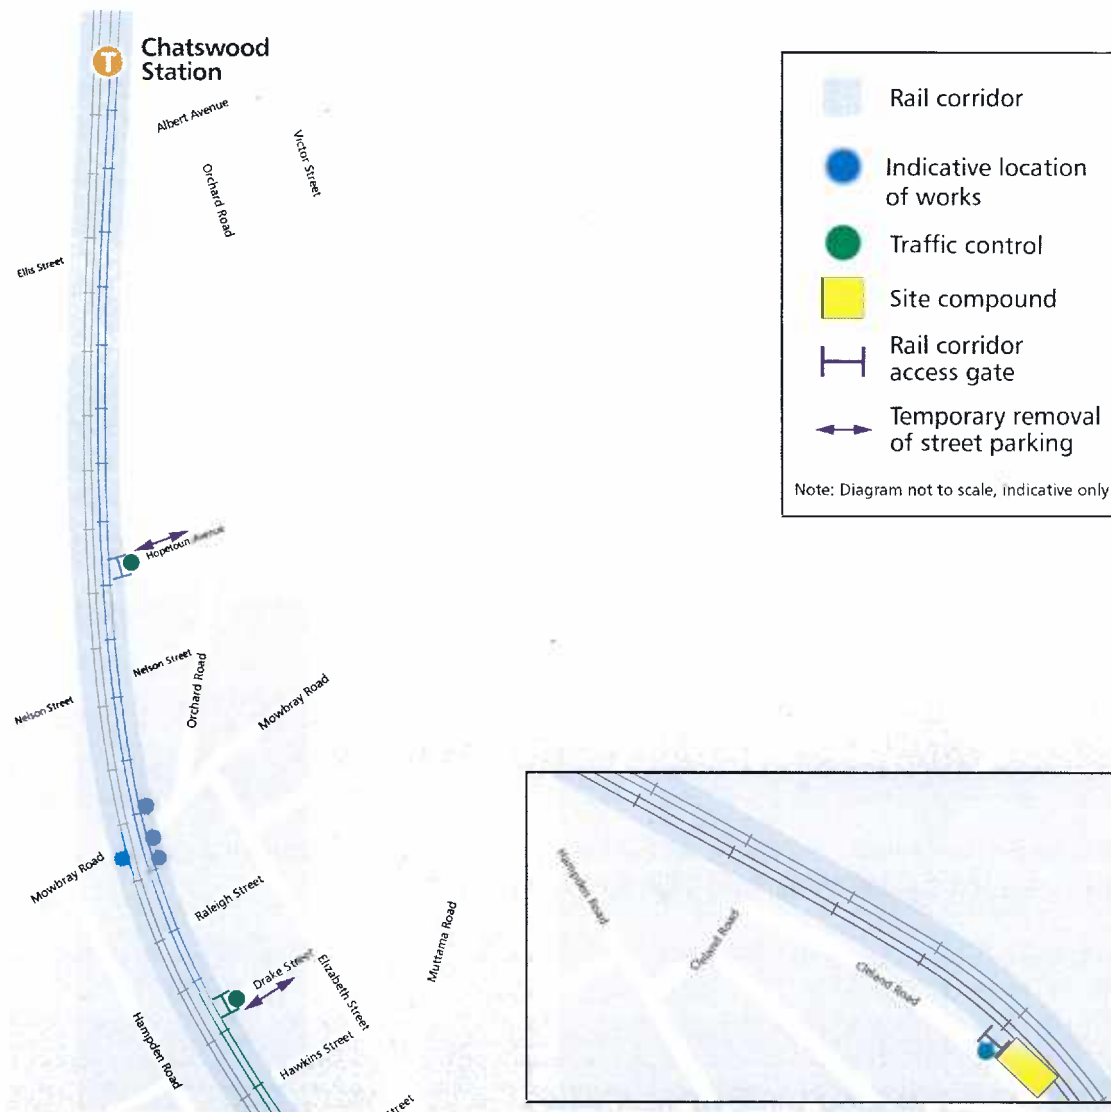 T
Chatswood
Station
Albert Avenue
Victor Street
Orchard Road
Ellis Street
Rail corridor
Indicative location
of works
Traffic control
Site compound
Rail corridor
access gate
Temporary removal
of street parking
Note: Diagram not to scale, indicative only
Hopetoun Avenue
Nelson Street
Orchard Road
Mowbray Road
Nelson Street
Mowbray Road
Raleigh Street
Muttama Road
Drake Street
Elizabeth Street
Hampden Road
Hawkins Street
Hampden Road
Cleland Road
Cleland Road